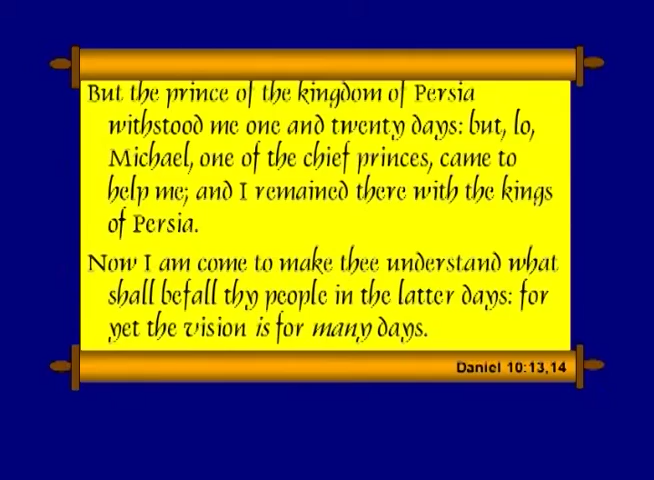 But the prince of the kingdom of Persia
withstood me one and twenty days: but, lo,
Michael, one of the chief princes, came to
help me; and I remained there with the kings
of Persia.
Now I am come to make thee understand what
shall befall thy people in the latter days: for
yet the vision is for many days.
Daniel 10:13,14